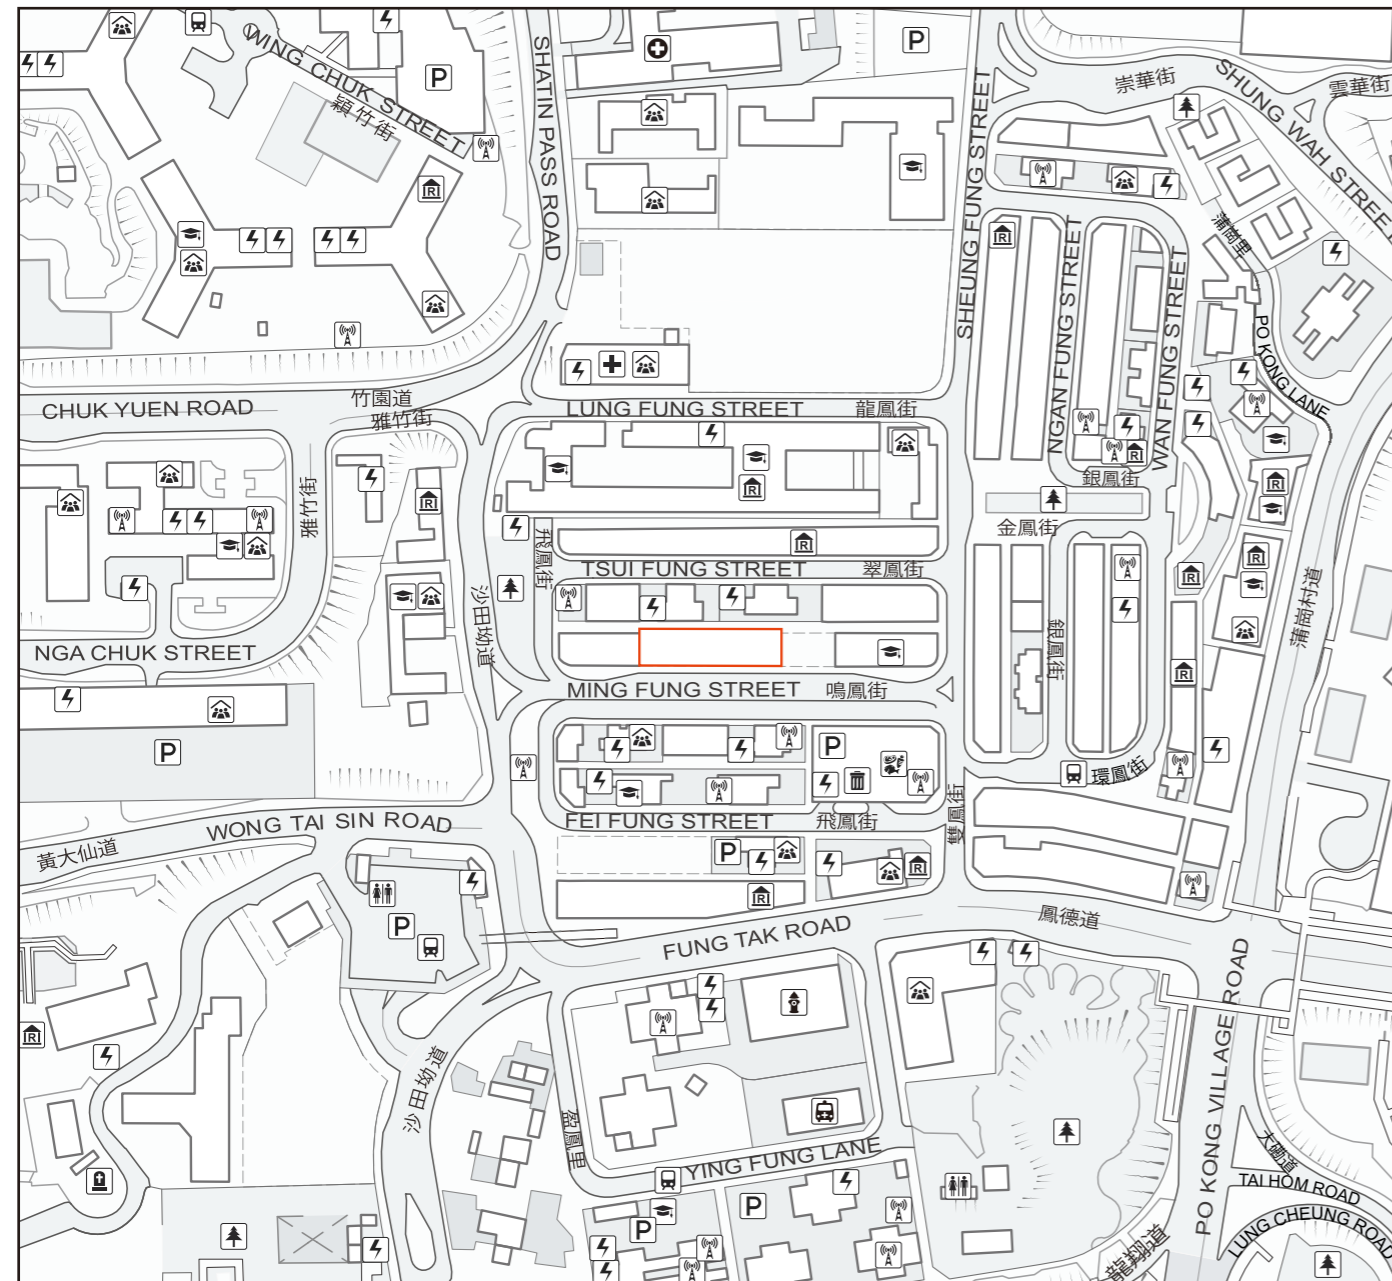 WING CHUK STREET
穎竹街
SHATIN PASS ROAD
P
P
崇華街
SHUNG WAH STREET
雲華街
SHEUNG FUNG STREET
NGAN FUNG STREET
WAN FUNG STREET
蒲崗里
PO KONG LANE
CHUK YUEN ROAD
竹園道
雅竹街
LUNG FUNG STREET
龍鳳街
銀鳳街
金鳳街
雅竹街
飛鳳街
TSUI FUNG STREET
翠鳳街
沙田坳道
NGA CHUK STREET
MING FUNG STREET
鳴鳳街
銀鳳街
蒲崗村道
P
P
環鳳街
WONG TAI SIN ROAD
黃大仙道
FEI FUNG STREET
飛鳳街
雙鳳街
P
P
FUNG TAK ROAD
鳳德道
PO KONG VILLAGE ROAD
沙田坳道
盈鳳里
YING FUNG LANE
P
P
大磡道
TAI HOM ROAD
LUNG CHEUNG ROAD
龍翔道